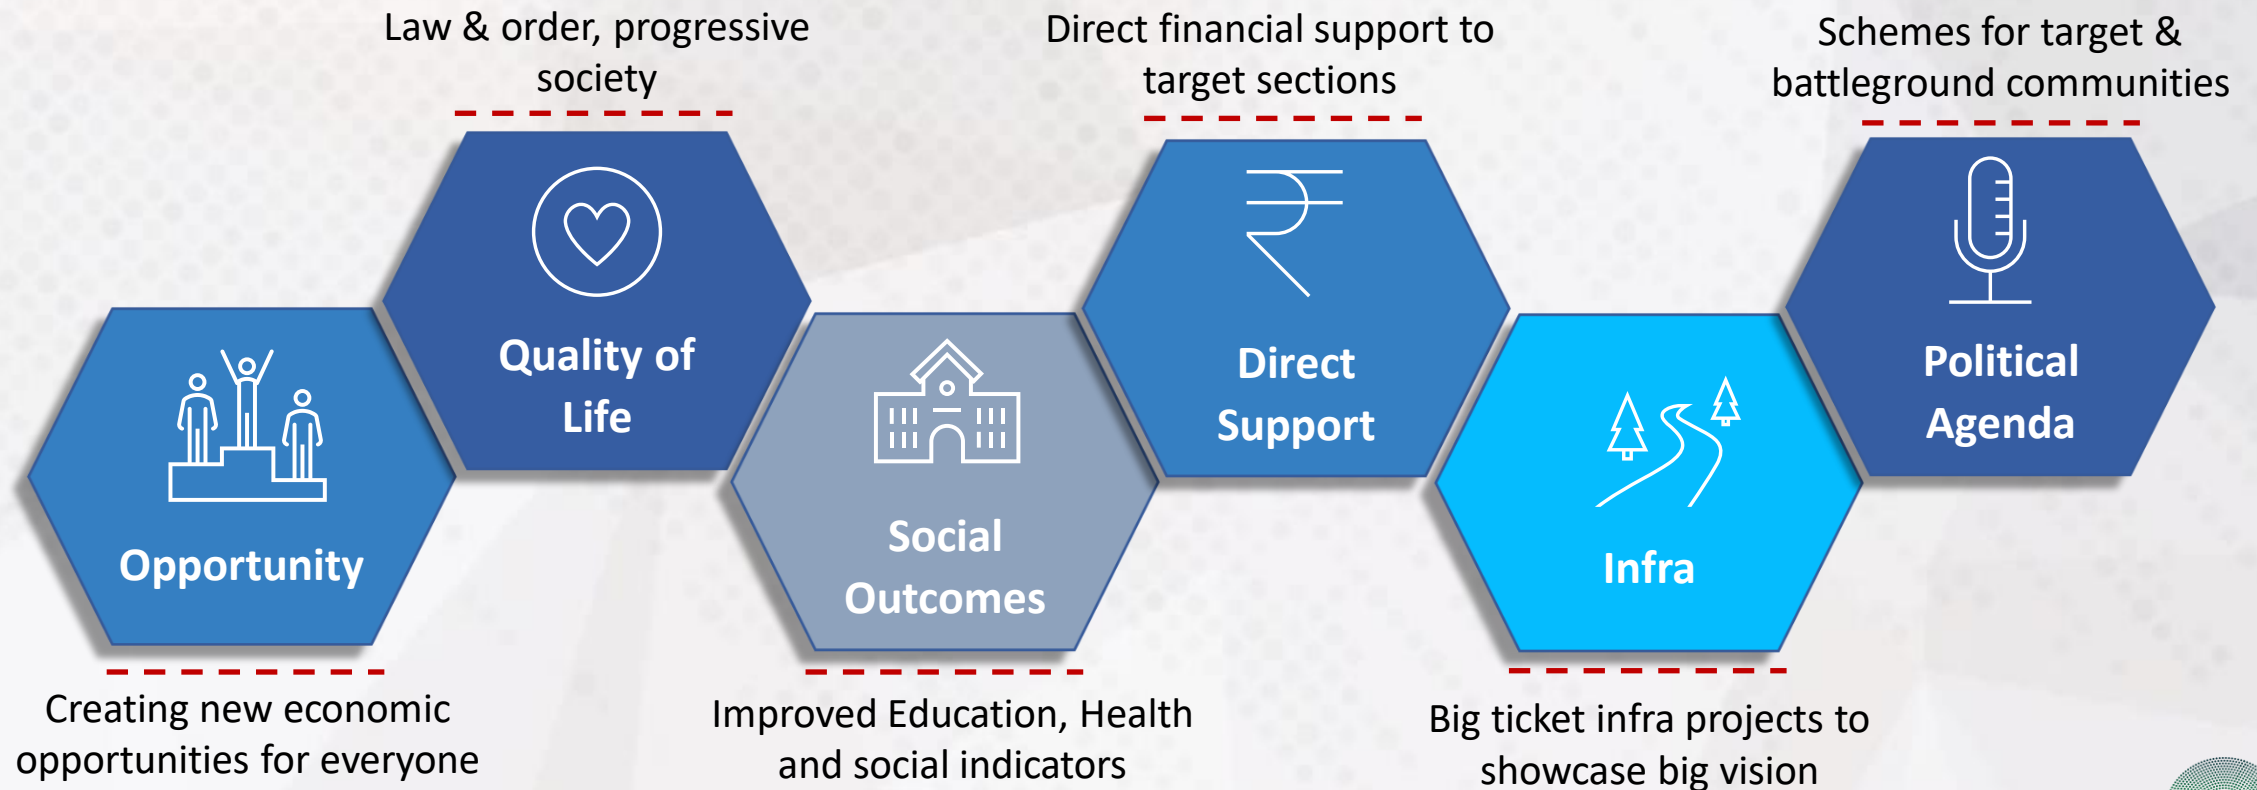 Law & order, progressive
society
Direct financial support to
target sections
Schemes for target &
battleground communities
Quality of
Life
Direct
Support
Political
Agenda
Opportunity
Social
Outcomes
Infra
Creating new economic
opportunities for everyone
Improved Education, Health
and social indicators
Big ticket infra projects to
showcase big vision